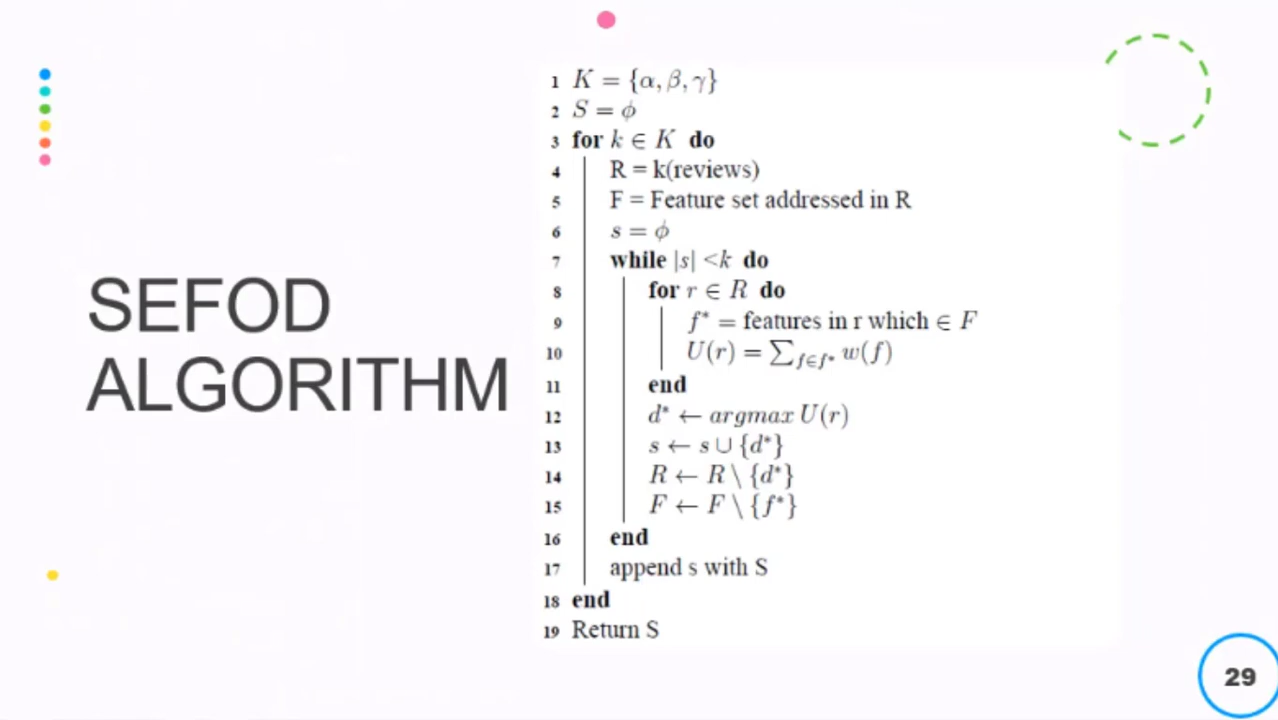 SEFOD
ALGORITHM
1 K = {α, β, γ}
2 S = ϕ
3 for k ∈ K do
4 R = k(reviews)
5 F = Feature set addressed in R
6 s = ϕ
7 while |s| <k do
8 for r ∈ R do
9 f* = features in r which ∈ F
10 U(r) = ∑f∈f* w(f)
11 end
12 d* ← argmax U(r)
13 s ← s ∪ {d*}
14 R ← R \ {d*}
15 F ← F \ {f*}
16 end
17 append s with S
18 end
19 Return S
29